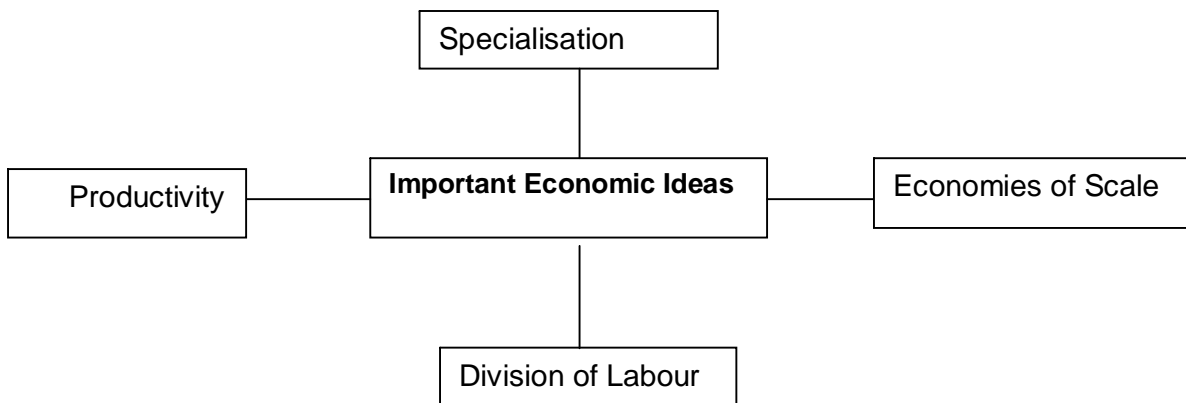 Specialisation
Productivity
Important Economic Ideas
Economies of Scale
Division of Labour